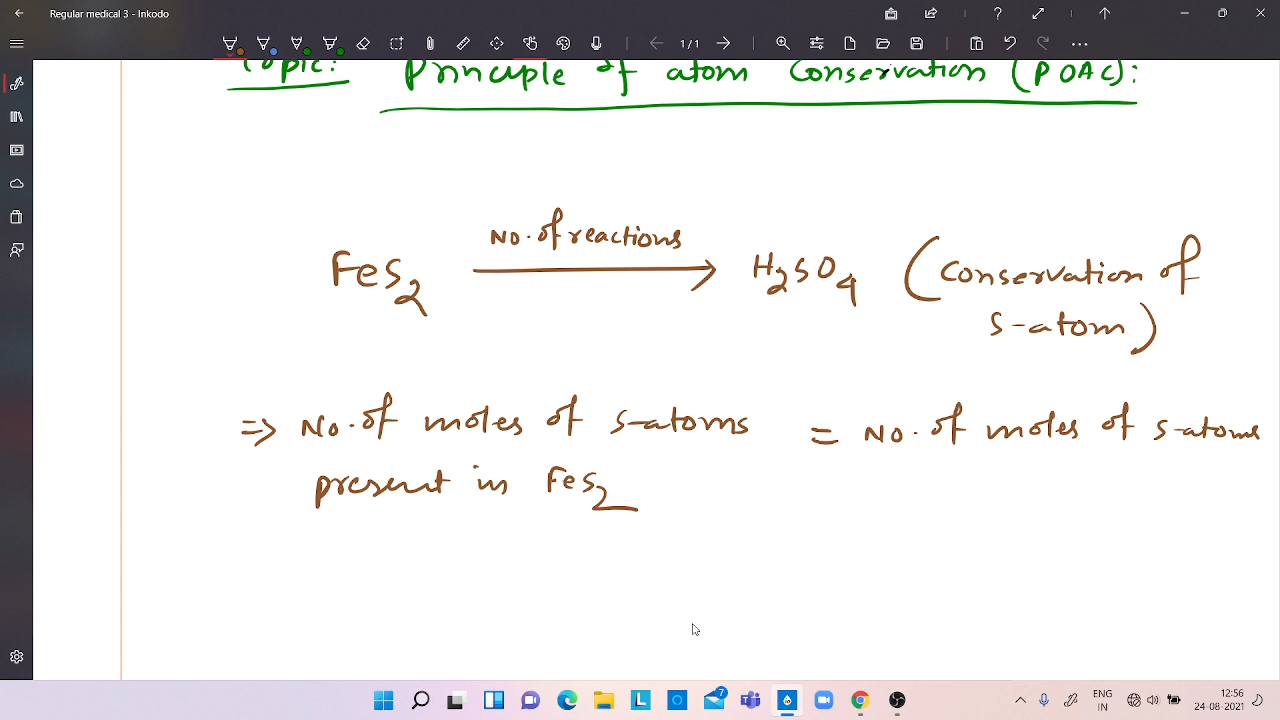 Regular medical 3 - Inkodo
1/1
Topic: Principle of atom Conservation (POAC):
FeS2 No. of reactions H2SO4 (Conservation of
S-atom)
=> No. of moles of S-atoms = No. of moles of S-atoms
present in FeS2
7
ENG
IN
12:56
24-08-2021